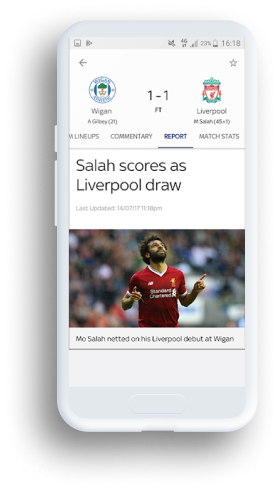 4G 23% 16:18
1-1
FT
Wigan
A Gilbey (21)
Liverpool
M Salah (45+1)
M LINEUPS COMMENTARY REPORT MATCH STATS
Salah scores as
Liverpool draw
Last Updated: 14/07/17 11:18pm
Standard
Chartered
Mo Salah netted on his Liverpool debut at Wigan